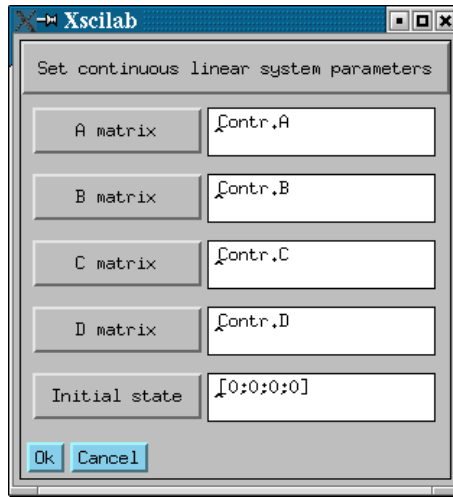 Xscilab
Set continuous linear system parameters
A matrix Contr.A
B matrix Contr.B
C matrix Contr.C
D matrix Contr.D
Initial state [0;0;0;0]
Ok Cancel